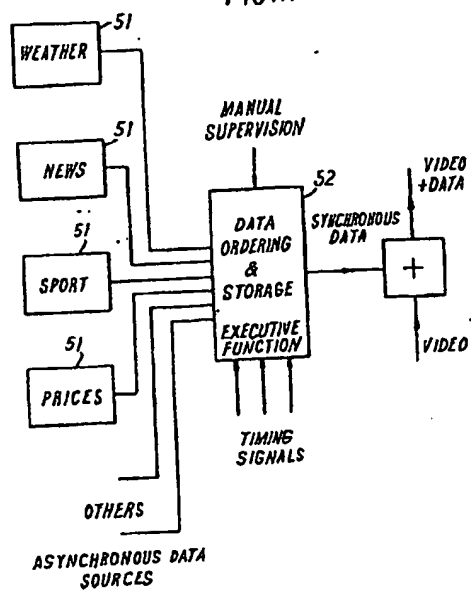 51
WEATHER
51
NEWS
51
SPORT
51
PRICES
OTHERS
ASYNCHRONOUS DATA
SOURCES
MANUAL
SUPERVISION
52
DATA
ORDERING
&
STORAGE
EXECUTIVE
FUNCTION
TIMING
SIGNALS
SYNCHRONOUS
DATA
VIDEO
+DATA
+
VIDEO